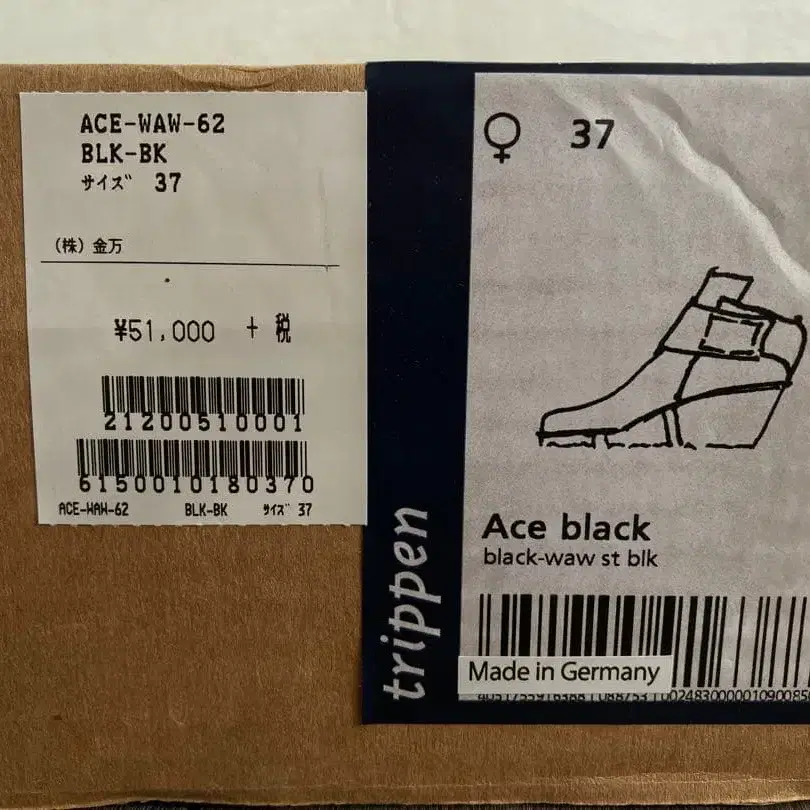 ACE-WAW-62
BLK-BK
サイズ 37
(株)金万
¥51,000 + 税
21200510001
6150010180370
ACE-WAW-62 BLK-BK サイズ 37
trippen
♀ 37
Ace black
black-waw st blk
Made in Germany